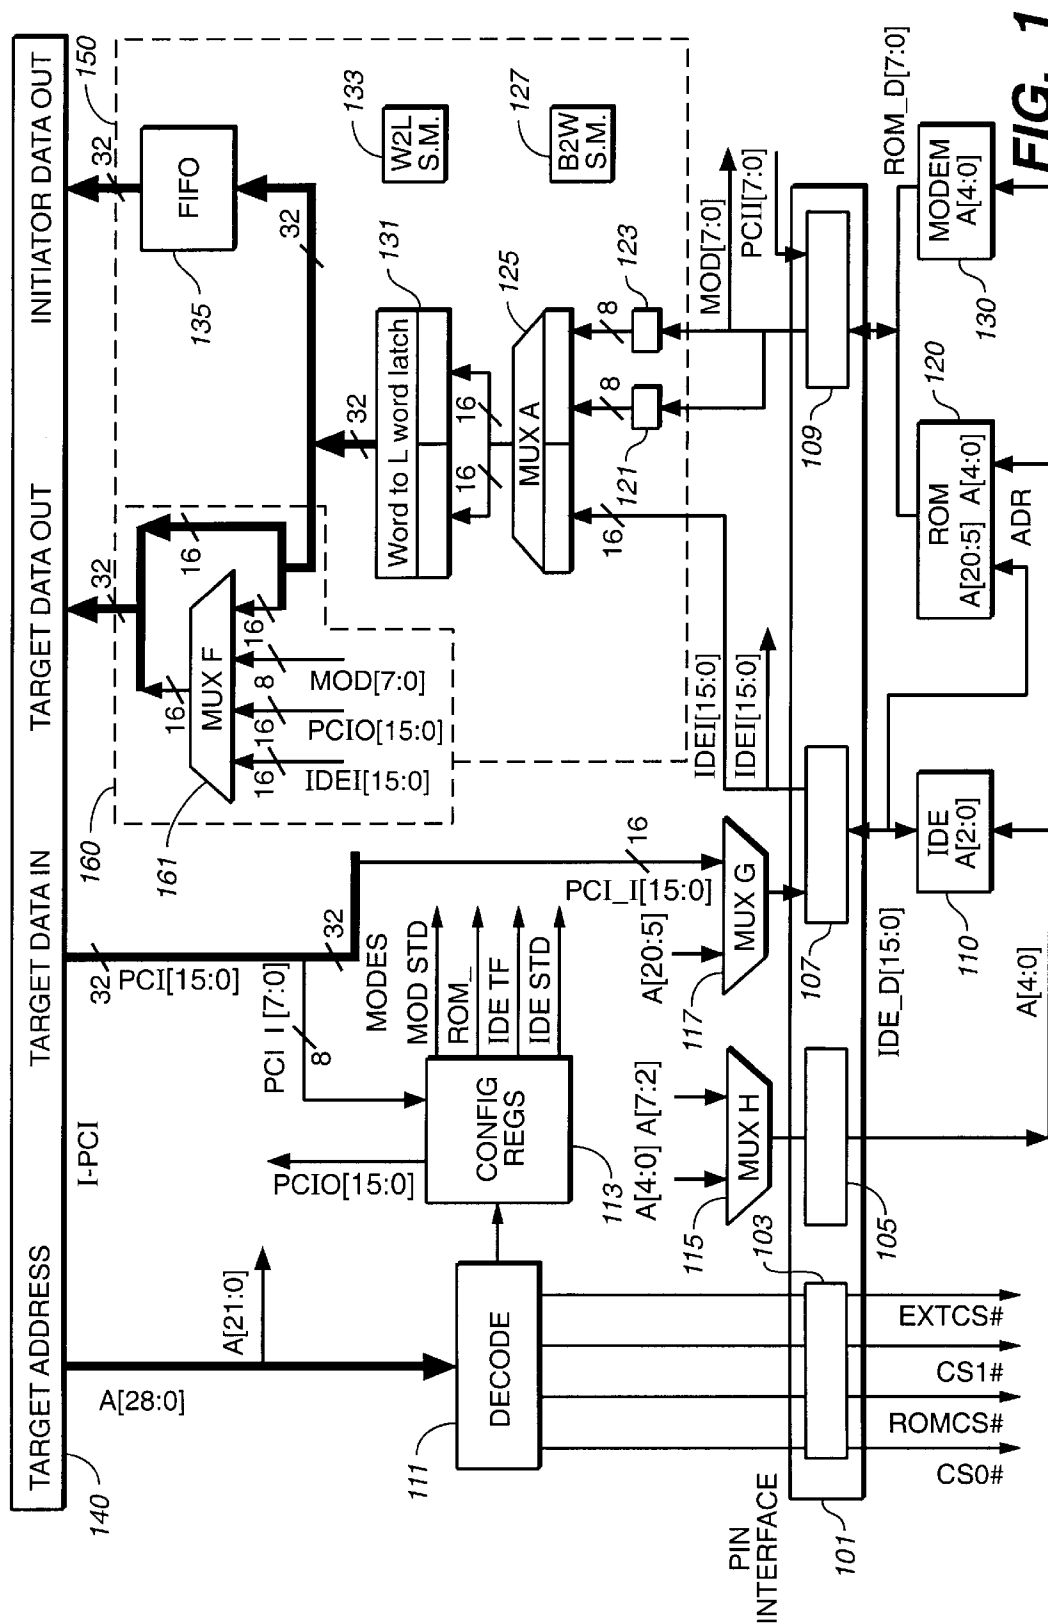 TARGET ADDRESS
I-PCI
TARGET DATA IN
TARGET DATA OUT
INITIATOR DATA OUT
140
A[28:0]
A[21:0]
32
PCI[15:0]
PCI I [7:0]
8
32
160
32
150
32
16
16
MUX F
161
16
16
8
16
IDEI[15:0]
PCIO[15:0]
MOD[7:0]
FIFO
135
32
MODES
MOD STD
ROM_
IDE TF
IDE STD
PCIO[15:0]
CONFIG
REGS
113
DECODE
111
32
Word to L word latch
131
W2L
S.M.
133
16
16
MUX A
125
B2W
S.M.
127
16
8
8
121
123
PCI_I[15:0]
16
A[20:5]
MUX G
117
A[4:0]
A[7:2]
MUX H
115
IDEI[15:0]
IDEI[15:0]
MOD[7:0]
PCII[7:0]
PIN
INTERFACE
101
103
105
107
109
CS0#
ROMCS#
CS1#
EXTCS#
IDE_D[15:0]
ROM_D[7:0]
IDE
A[2:0]
110
ROM
A[20:5]
A[4:0]
120
MODEM
A[4:0]
130
A[4:0]
ADR
FIG. 1